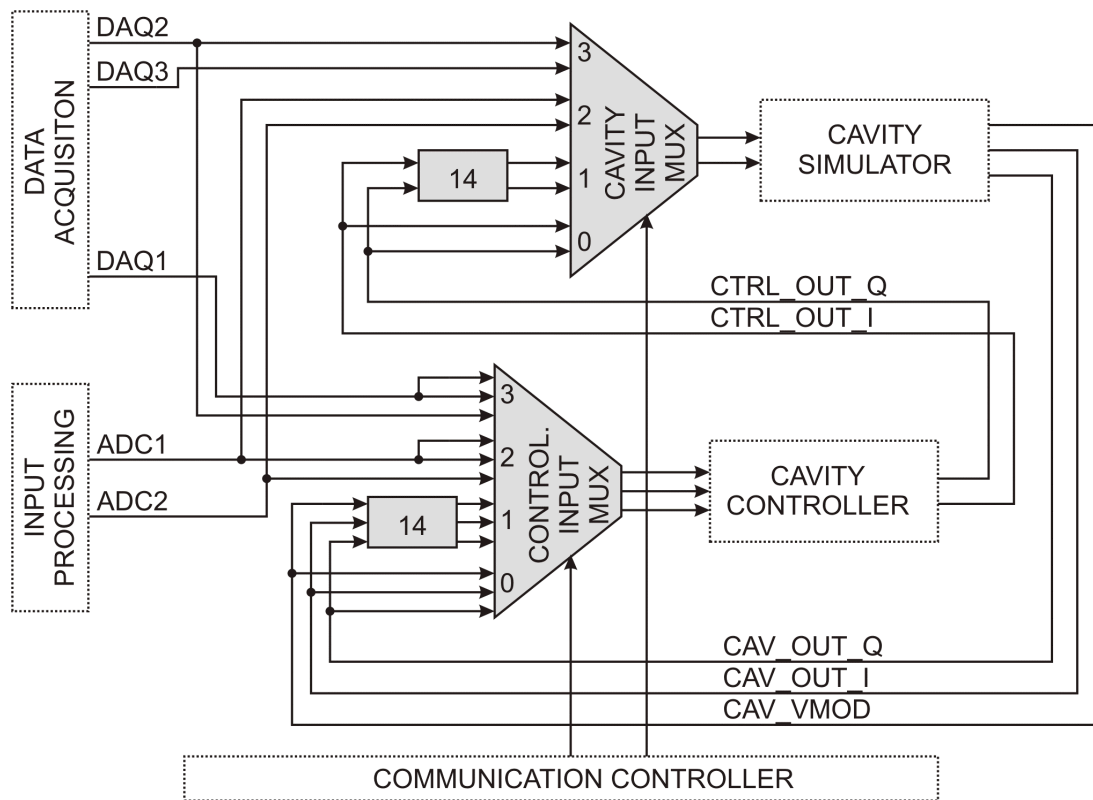 DATA
ACQUISITON
DAQ2
DAQ3
DAQ1
3
2
1
0
CAVITY
INPUT
MUX
14
CAVITY
SIMULATOR
CTRL_OUT_Q
CTRL_OUT_I
INPUT
PROCESSING
ADC1
ADC2
3
2
1
0
CONTROL.
INPUT
MUX
14
CAVITY
CONTROLLER
CAV_OUT_Q
CAV_OUT_I
CAV_VMOD
COMMUNICATION CONTROLLER